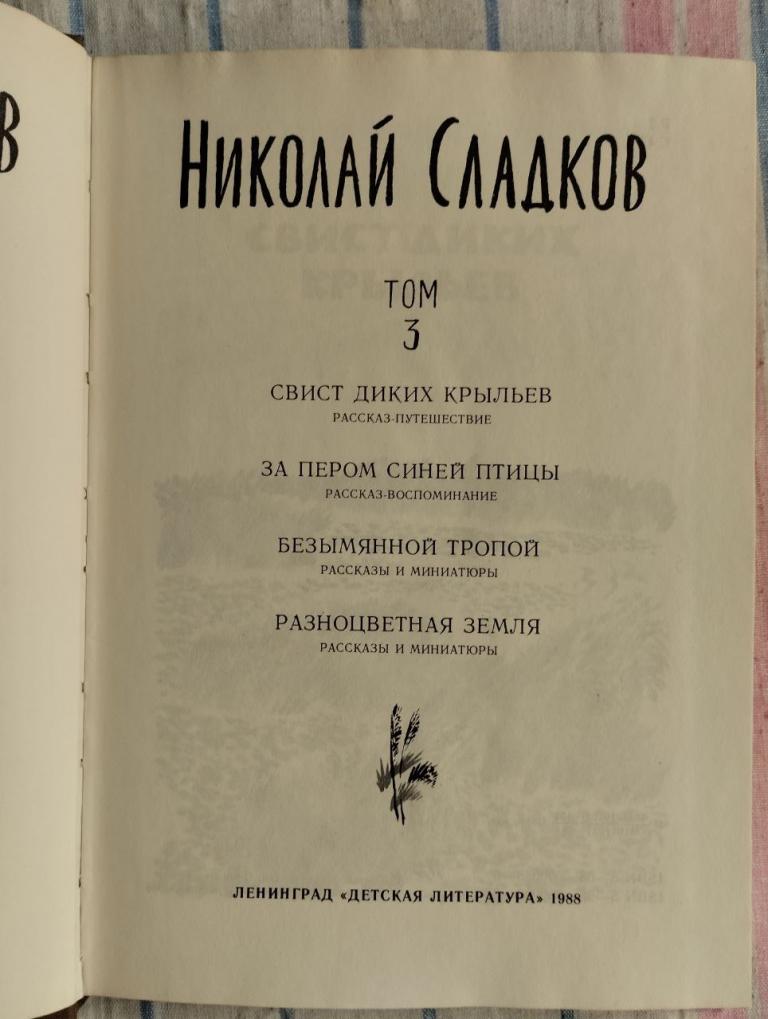 В
НИКОЛАЙ СЛАДКОВ
ТОМ
3
СВИСТ ДИКИХ КРЫЛЬЕВ
РАССКАЗ-ПУТЕШЕСТВИЕ
ЗА ПЕРОМ СИНЕЙ ПТИЦЫ
РАССКАЗ-ВОСПОМИНАНИЕ
БЕЗЫМЯННОЙ ТРОПОЙ
РАССКАЗЫ И МИНИАТЮРЫ
РАЗНОЦВЕТНАЯ ЗЕМЛЯ
РАССКАЗЫ И МИНИАТЮРЫ
ЛЕНИНГРАД «ДЕТСКАЯ ЛИТЕРАТУРА» 1988